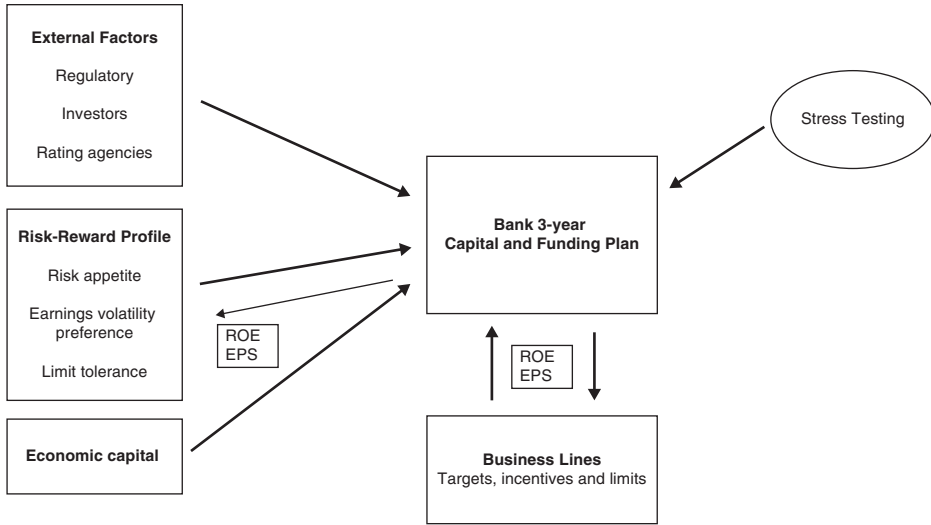 External Factors
Regulatory
Investors
Rating agencies
Stress Testing
Bank 3-year
Capital and Funding Plan
Risk-Reward Profile
Risk appetite
Earnings volatility
preference
Limit tolerance
ROE
EPS
ROE
EPS
Economic capital
Business Lines
Targets, incentives and limits